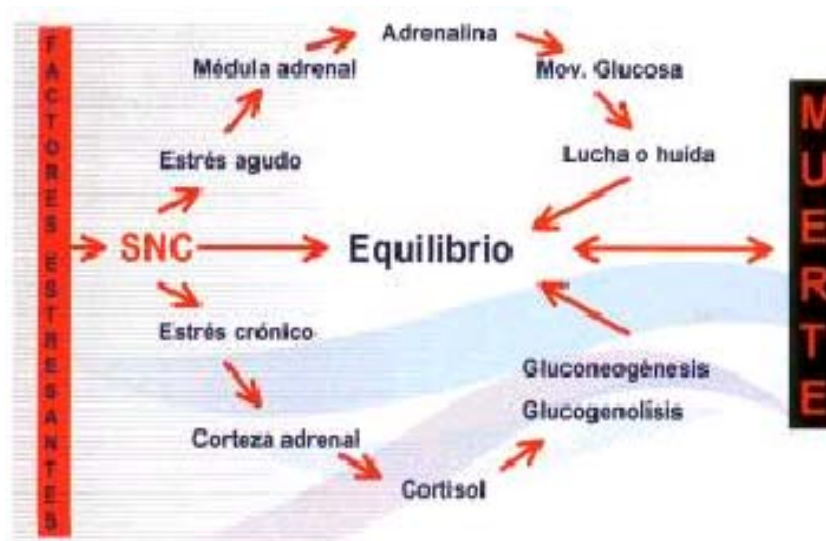 FACTORES ESTRESANTES
Adrenalina
Médula adrenal
Mov. Glucosa
Estrés agudo
Lucha o huída
SNC
Equilibrio
MUERTE
Estrés crónico
Gluconeogénesis
Glucogenolisis
Corteza adrenal
Cortisol